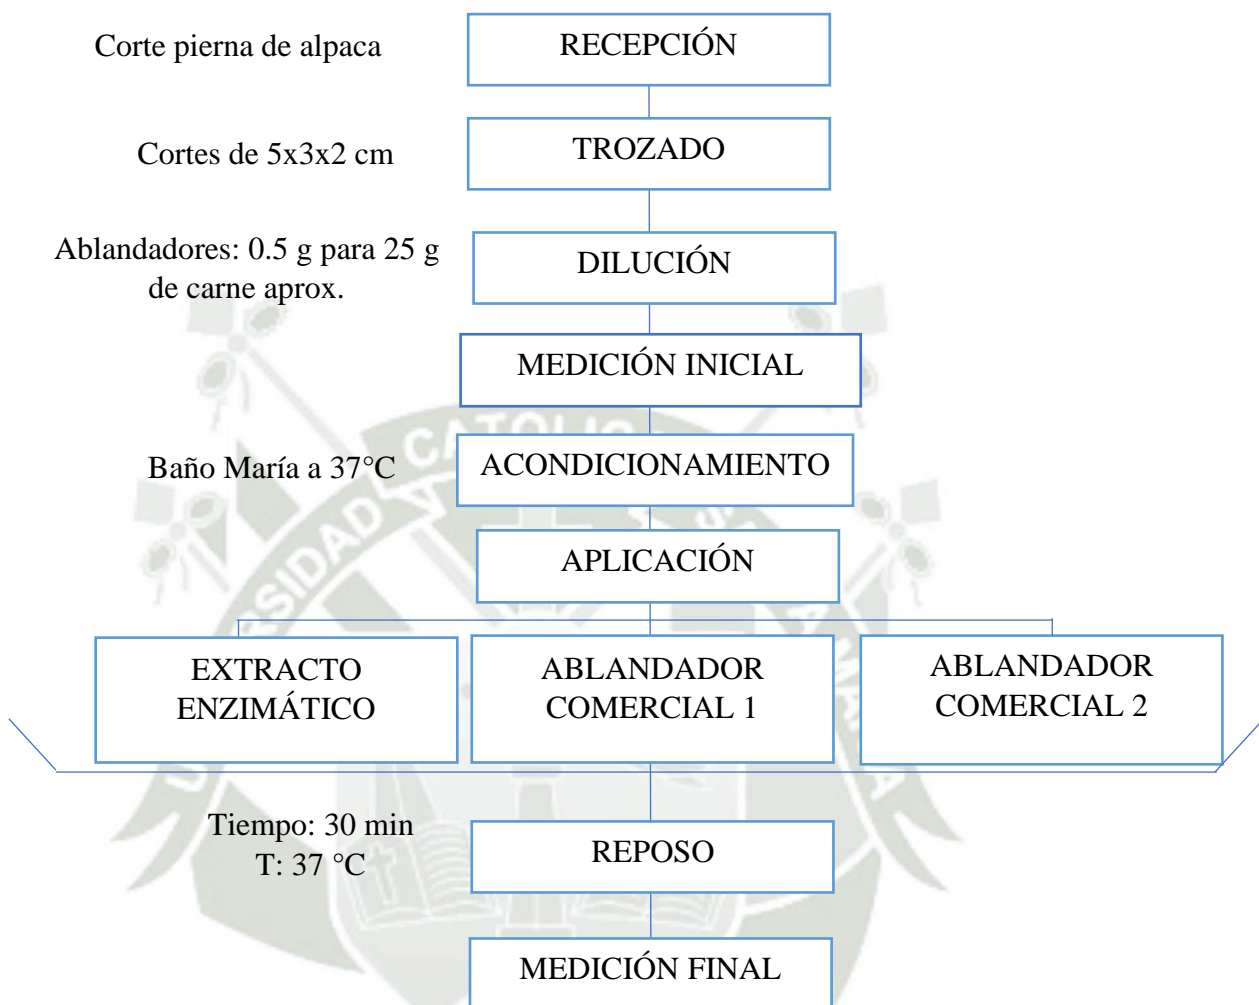 Corte pierna de alpaca
RECEPCIÓN
Cortes de 5x3x2 cm
TROZADO
Ablandadores: 0.5 g para 25 g
de carne aprox.
DILUCIÓN
MEDICIÓN INICIAL
Baño María a 37°C
ACONDICIONAMIENTO
APLICACIÓN
EXTRACTO
ENZIMÁTICO
ABLANDADOR
COMERCIAL 1
ABLANDADOR
COMERCIAL 2
Tiempo: 30 min
T: 37 °C
REPOSO
MEDICIÓN FINAL